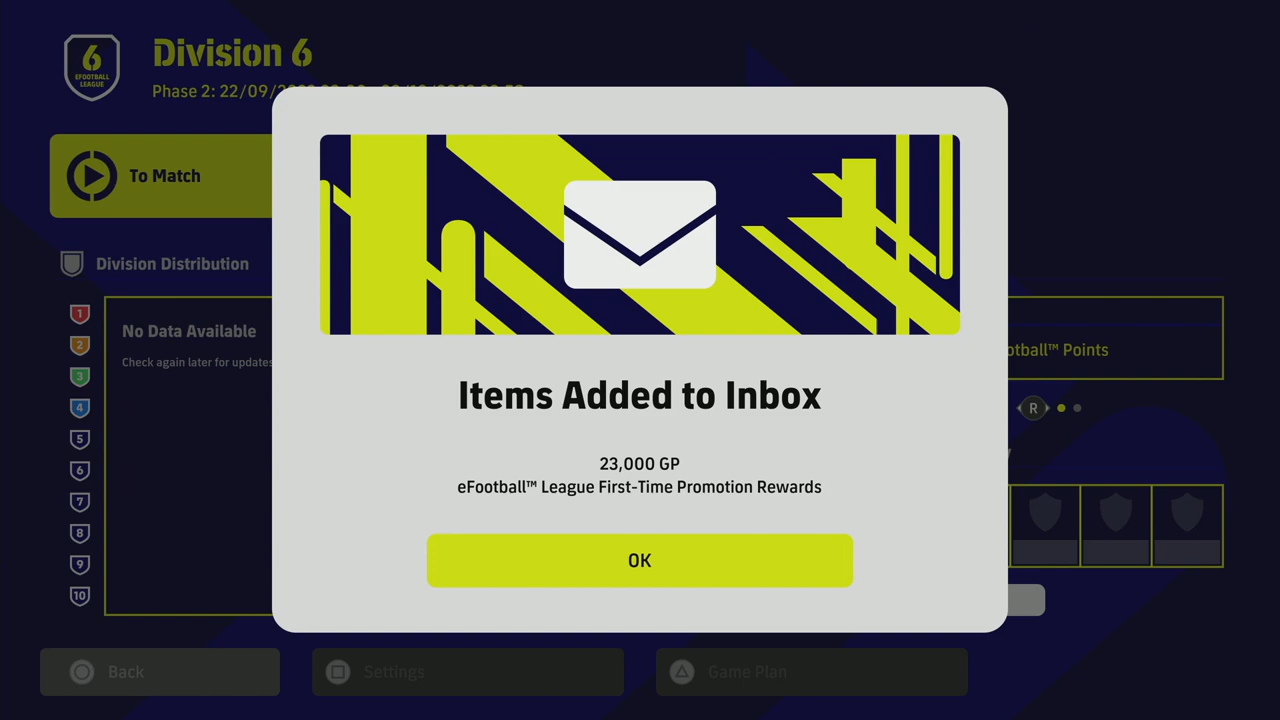 6
EFOOTBALL
LEAGUE
Division 6
Phase 2: 22/09/
To Match
Division Distribution
1
2
3
4
5
6
7
8
9
10
No Data Available
Check again later for updates
Items Added to Inbox
23,000 GP
eFootball™ League First-Time Promotion Rewards
OK
otball™ Points
R
Back
Settings
Game Plan